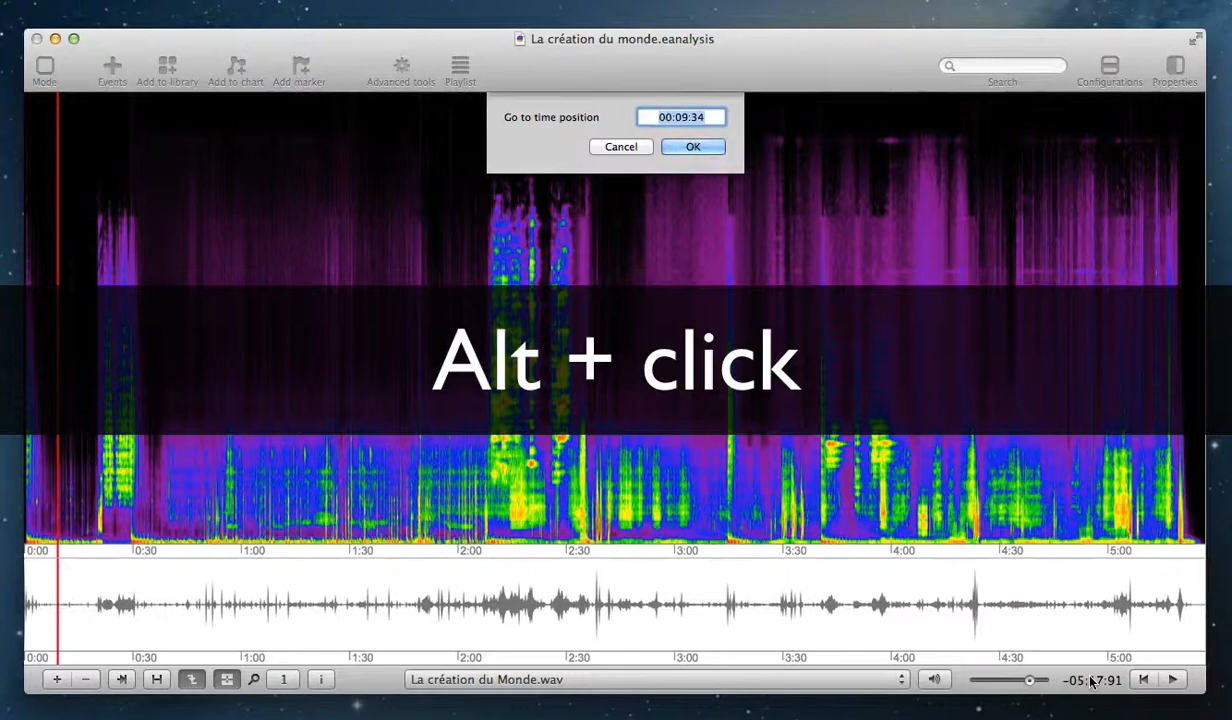 La création du monde.eanalysis
Mode Events Add to library Add to chart Add marker Advanced tools Playlist Search Configurations Properties
Go to time position 00:09:34
Cancel OK
Alt + click
0:00 0:30 1:00 1:30 2:00 2:30 3:00 3:30 4:00 4:30 5:00
0:00 0:30 1:00 1:30 2:00 2:30 3:00 3:30 4:00 4:30 5:00
1 i La création du Monde.wav